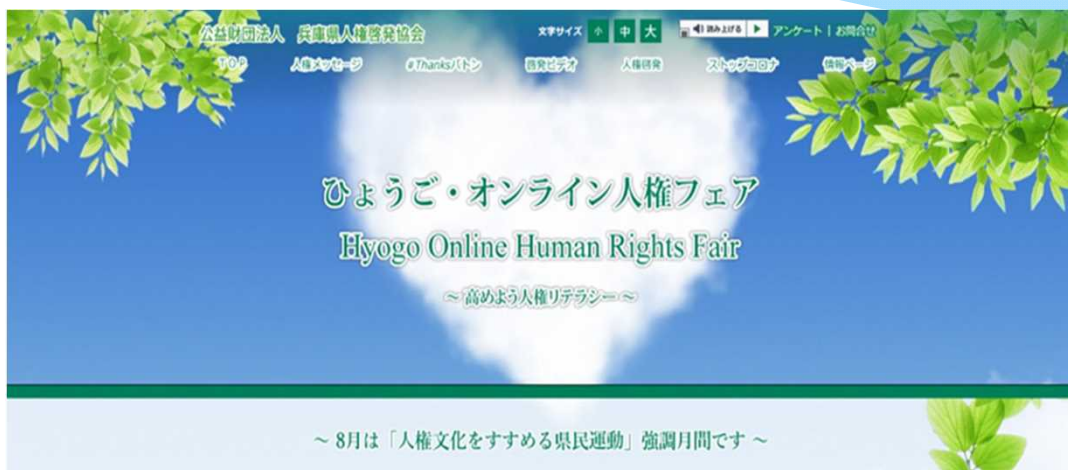 公益財団法人 兵庫県人権啓発協会 文字サイズ 小 中 大 読み上げる アンケート | お問合せ
TOP 人権メッセージ #Thanksバトン 啓発ビデオ 人権啓発 ストップコロナ 情報ページ
ひょうご・オンライン人権フェア
Hyogo Online Human Rights Fair
～ 高めよう人権リテラシー ～
～ 8月は「人権文化をすすめる県民運動」強調月間です ～